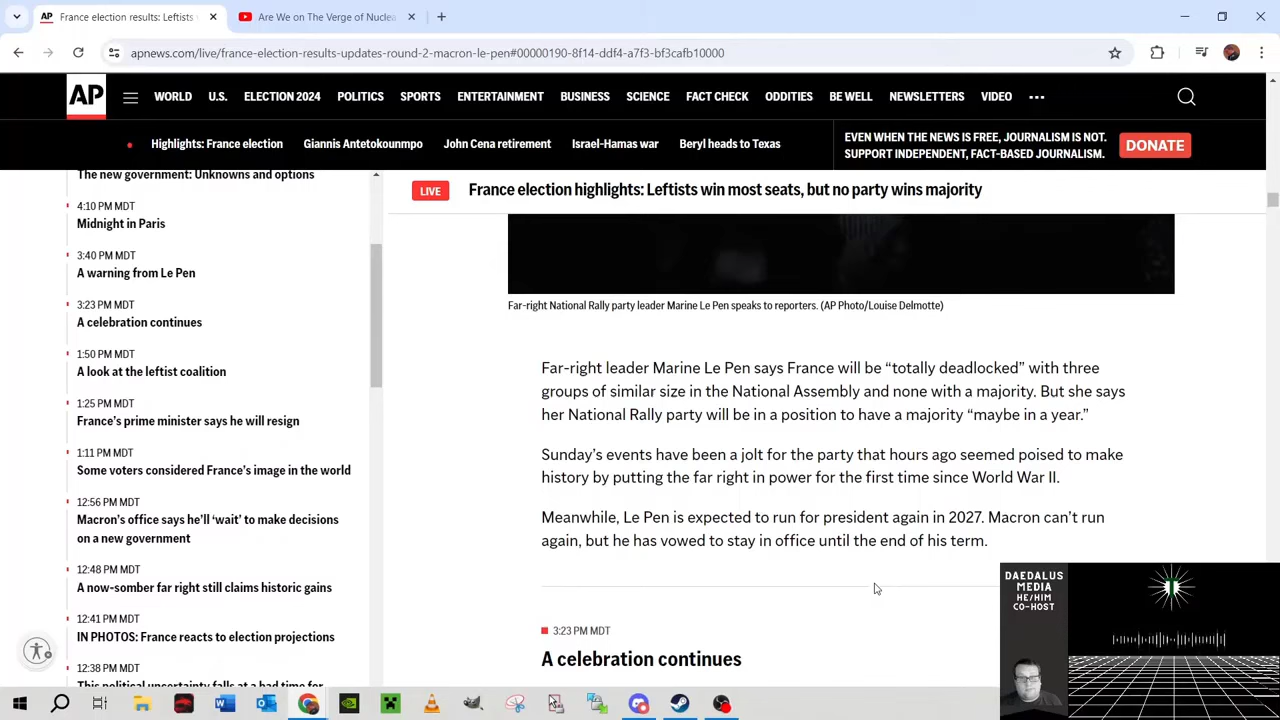 France election results: Leftists
Are We on The Verge of Nuclea
apnews.com/live/france-election-results-updates-round-2-macron-le-pen#00000190-8f14-ddf4-a7f3-bf3cafb10000
AP
WORLD
U.S.
ELECTION 2024
POLITICS
SPORTS
ENTERTAINMENT
BUSINESS
SCIENCE
FACT CHECK
ODDITIES
BE WELL
NEWSLETTERS
VIDEO
Highlights: France election
Giannis Antetokounmpo
John Cena retirement
Israel-Hamas war
Beryl heads to Texas
EVEN WHEN THE NEWS IS FREE, JOURNALISM IS NOT.
SUPPORT INDEPENDENT, FACT-BASED JOURNALISM.
DONATE
The new government: Unknowns and options
4:10 PM MDT
Midnight in Paris
3:40 PM MDT
A warning from Le Pen
3:23 PM MDT
A celebration continues
1:50 PM MDT
A look at the leftist coalition
1:25 PM MDT
France’s prime minister says he will resign
1:11 PM MDT
Some voters considered France’s image in the world
12:56 PM MDT
Macron’s office says he’ll ‘wait’ to make decisions
on a new government
12:48 PM MDT
A now-somber far right still claims historic gains
12:41 PM MDT
IN PHOTOS: France reacts to election projections
12:38 PM MDT
This political uncertainty falls at a bad time for
LIVE
France election highlights: Leftists win most seats, but no party wins majority
Far-right National Rally party leader Marine Le Pen speaks to reporters. (AP Photo/Louise Delmotte)
Far-right leader Marine Le Pen says France will be “totally deadlocked” with three
groups of similar size in the National Assembly and none with a majority. But she says
her National Rally party will be in a position to have a majority “maybe in a year.”
Sunday’s events have been a jolt for the party that hours ago seemed poised to make
history by putting the far right in power for the first time since World War II.
Meanwhile, Le Pen is expected to run for president again in 2027. Macron can’t run
again, but he has vowed to stay in office until the end of his term.
3:23 PM MDT
A celebration continues
DAEDALUS
MEDIA
HE/HIM
CO-HOST